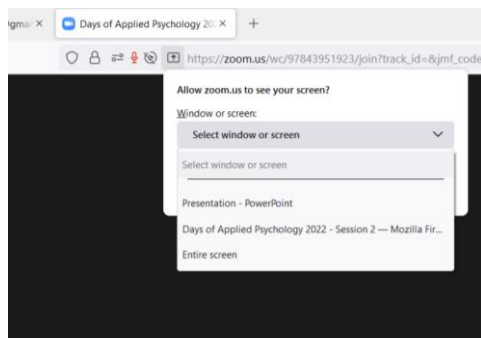 @gmai
Days of Applied Psychology 20
https://zoom.us/wc/97843951923/join?track_id=&jmf_code
Allow zoom.us to see your screen?
Window or screen:
Select window or screen
Select window or screen
Presentation - PowerPoint
Days of Applied Psychology 2022 - Session 2 — Mozilla Fir...
Entire screen